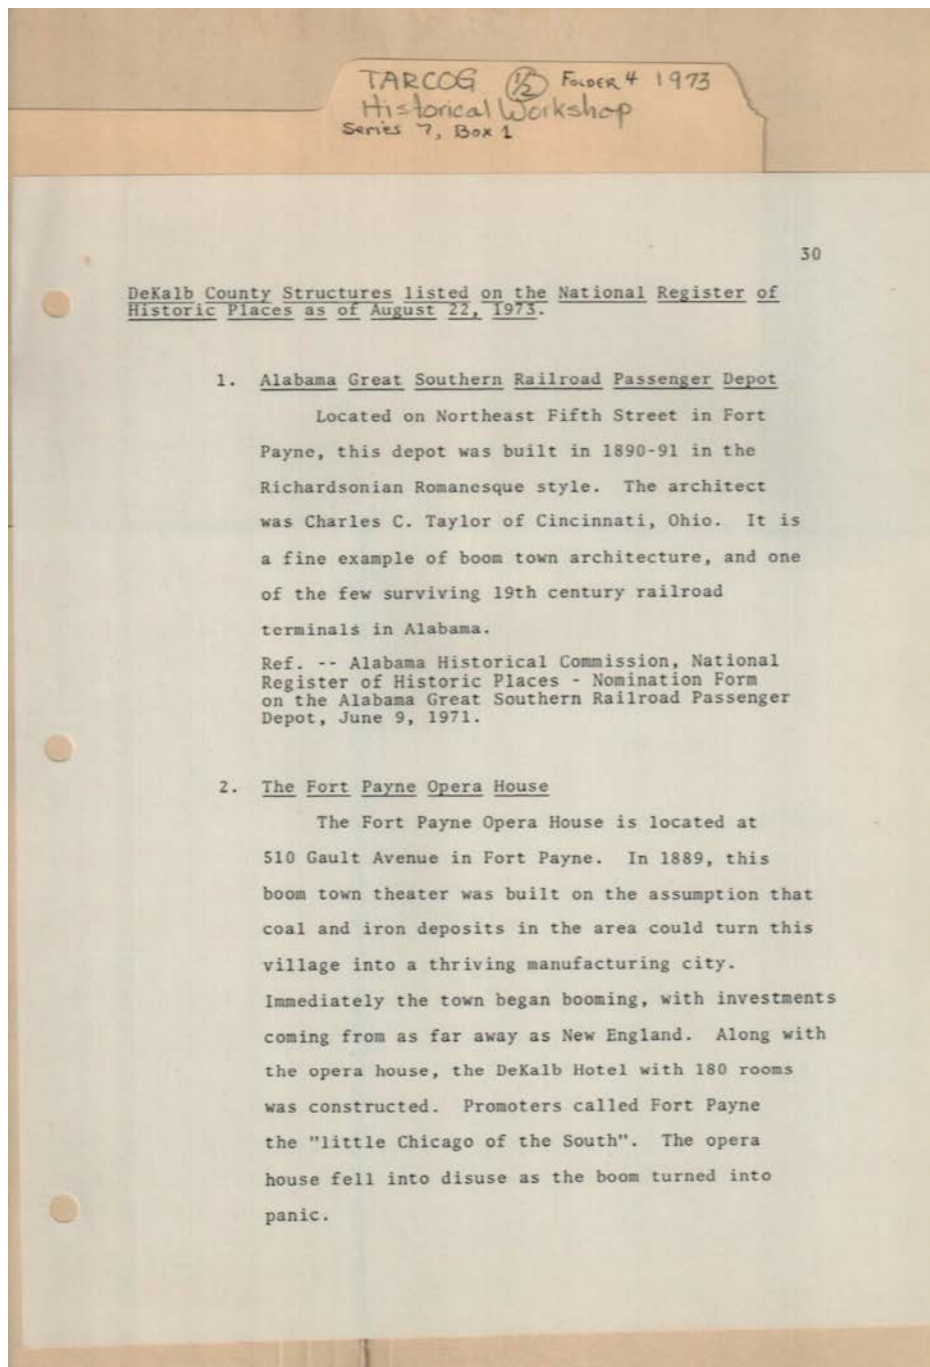 TARCOG 1/2 FOLDER 4 1973
Historical Workshop
Series 7, Box 1
30
DeKalb County Structures listed on the National Register of
Historic Places as of August 22, 1973.
1. Alabama Great Southern Railroad Passenger Depot
Located on Northeast Fifth Street in Fort
Payne, this depot was built in 1890-91 in the
Richardsonian Romanesque style. The architect
was Charles C. Taylor of Cincinnati, Ohio. It is
a fine example of boom town architecture, and one
of the few surviving 19th century railroad
terminals in Alabama.
Ref. -- Alabama Historical Commission, National
Register of Historic Places - Nomination Form
on the Alabama Great Southern Railroad Passenger
Depot, June 9, 1971.
2. The Fort Payne Opera House
The Fort Payne Opera House is located at
510 Gault Avenue in Fort Payne. In 1889, this
boom town theater was built on the assumption that
coal and iron deposits in the area could turn this
village into a thriving manufacturing city.
Immediately the town began booming, with investments
coming from as far away as New England. Along with
the opera house, the DeKalb Hotel with 180 rooms
was constructed. Promoters called Fort Payne
the "little Chicago of the South". The opera
house fell into disuse as the boom turned into
panic.